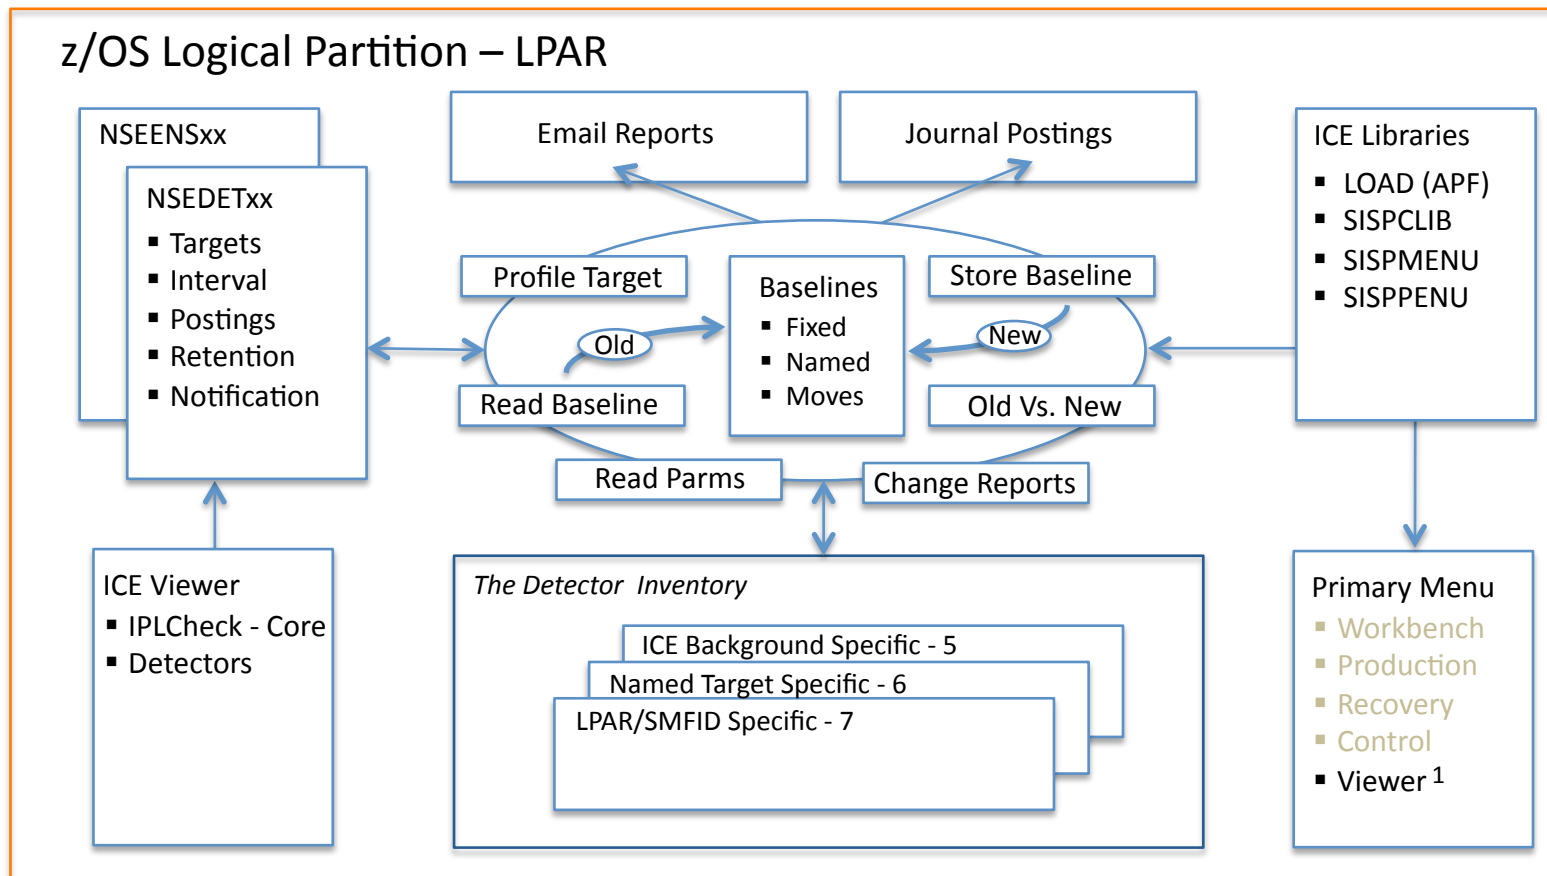 z/OS Logical Partition – LPAR
NSEENSxx
NSEDETxx
▪ Targets
▪ Interval
▪ Postings
▪ Retention
▪ Notification
Email Reports
Journal Postings
ICE Libraries
▪ LOAD (APF)
▪ SISPCLIB
▪ SISPMENU
▪ SISPPENU
Profile Target
Store Baseline
Baselines
▪ Fixed
▪ Named
▪ Moves
Old
New
Read Baseline
Old Vs. New
Read Parms
Change Reports
ICE Viewer
▪ IPLCheck - Core
▪ Detectors
The Detector Inventory
ICE Background Specific - 5
Named Target Specific - 6
LPAR/SMFID Specific - 7
Primary Menu
▪ Workbench
▪ Production
▪ Recovery
▪ Control
▪ Viewer 1